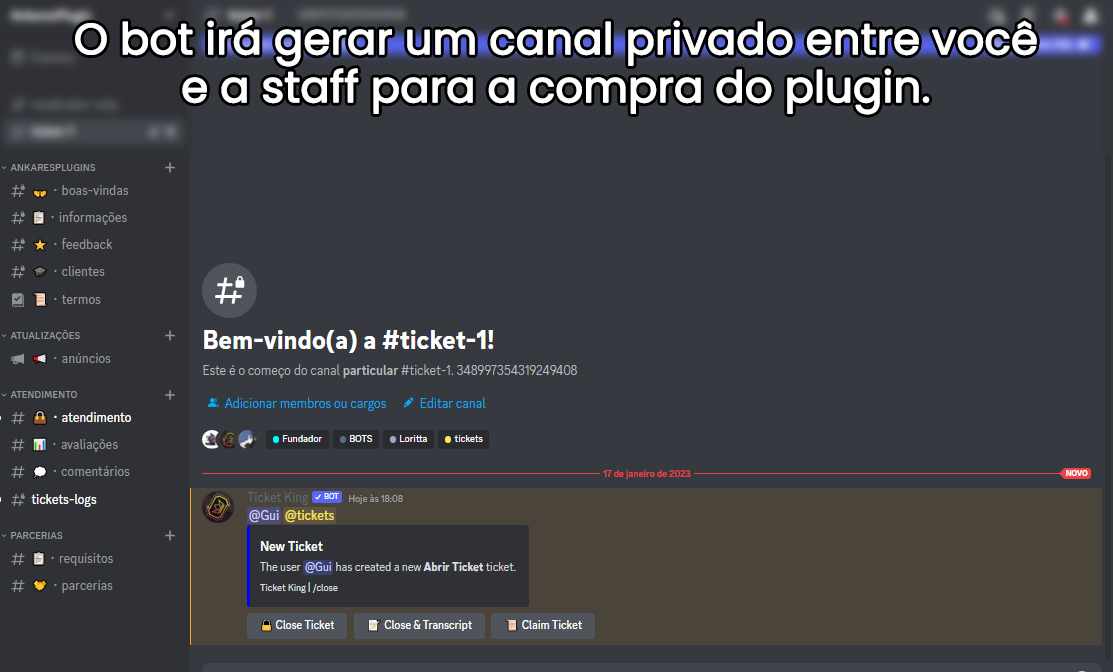 O bot irá gerar um canal privado entre você
e a staff para a compra do plugin.
ANKARESPLUGINS
boas-vindas
informações
feedback
clientes
termos
ATUALIZAÇÕES
anúncios
ATENDIMENTO
atendimento
avaliações
comentários
tickets-logs
PARCERIAS
requisitos
parcerias
Bem-vindo(a) a #ticket-1!
Este é o começo do canal particular #ticket-1. 348997354319249408
Adicionar membros ou cargos Editar canal
Fundador BOTS Loritta tickets
17 de janeiro de 2023 NOVO
Ticket King BOT Hoje às 18:08
@Gui @tickets
New Ticket
The user @Gui has created a new Abrir Ticket ticket.
Ticket King | /close
Close Ticket Close & Transcript Claim Ticket